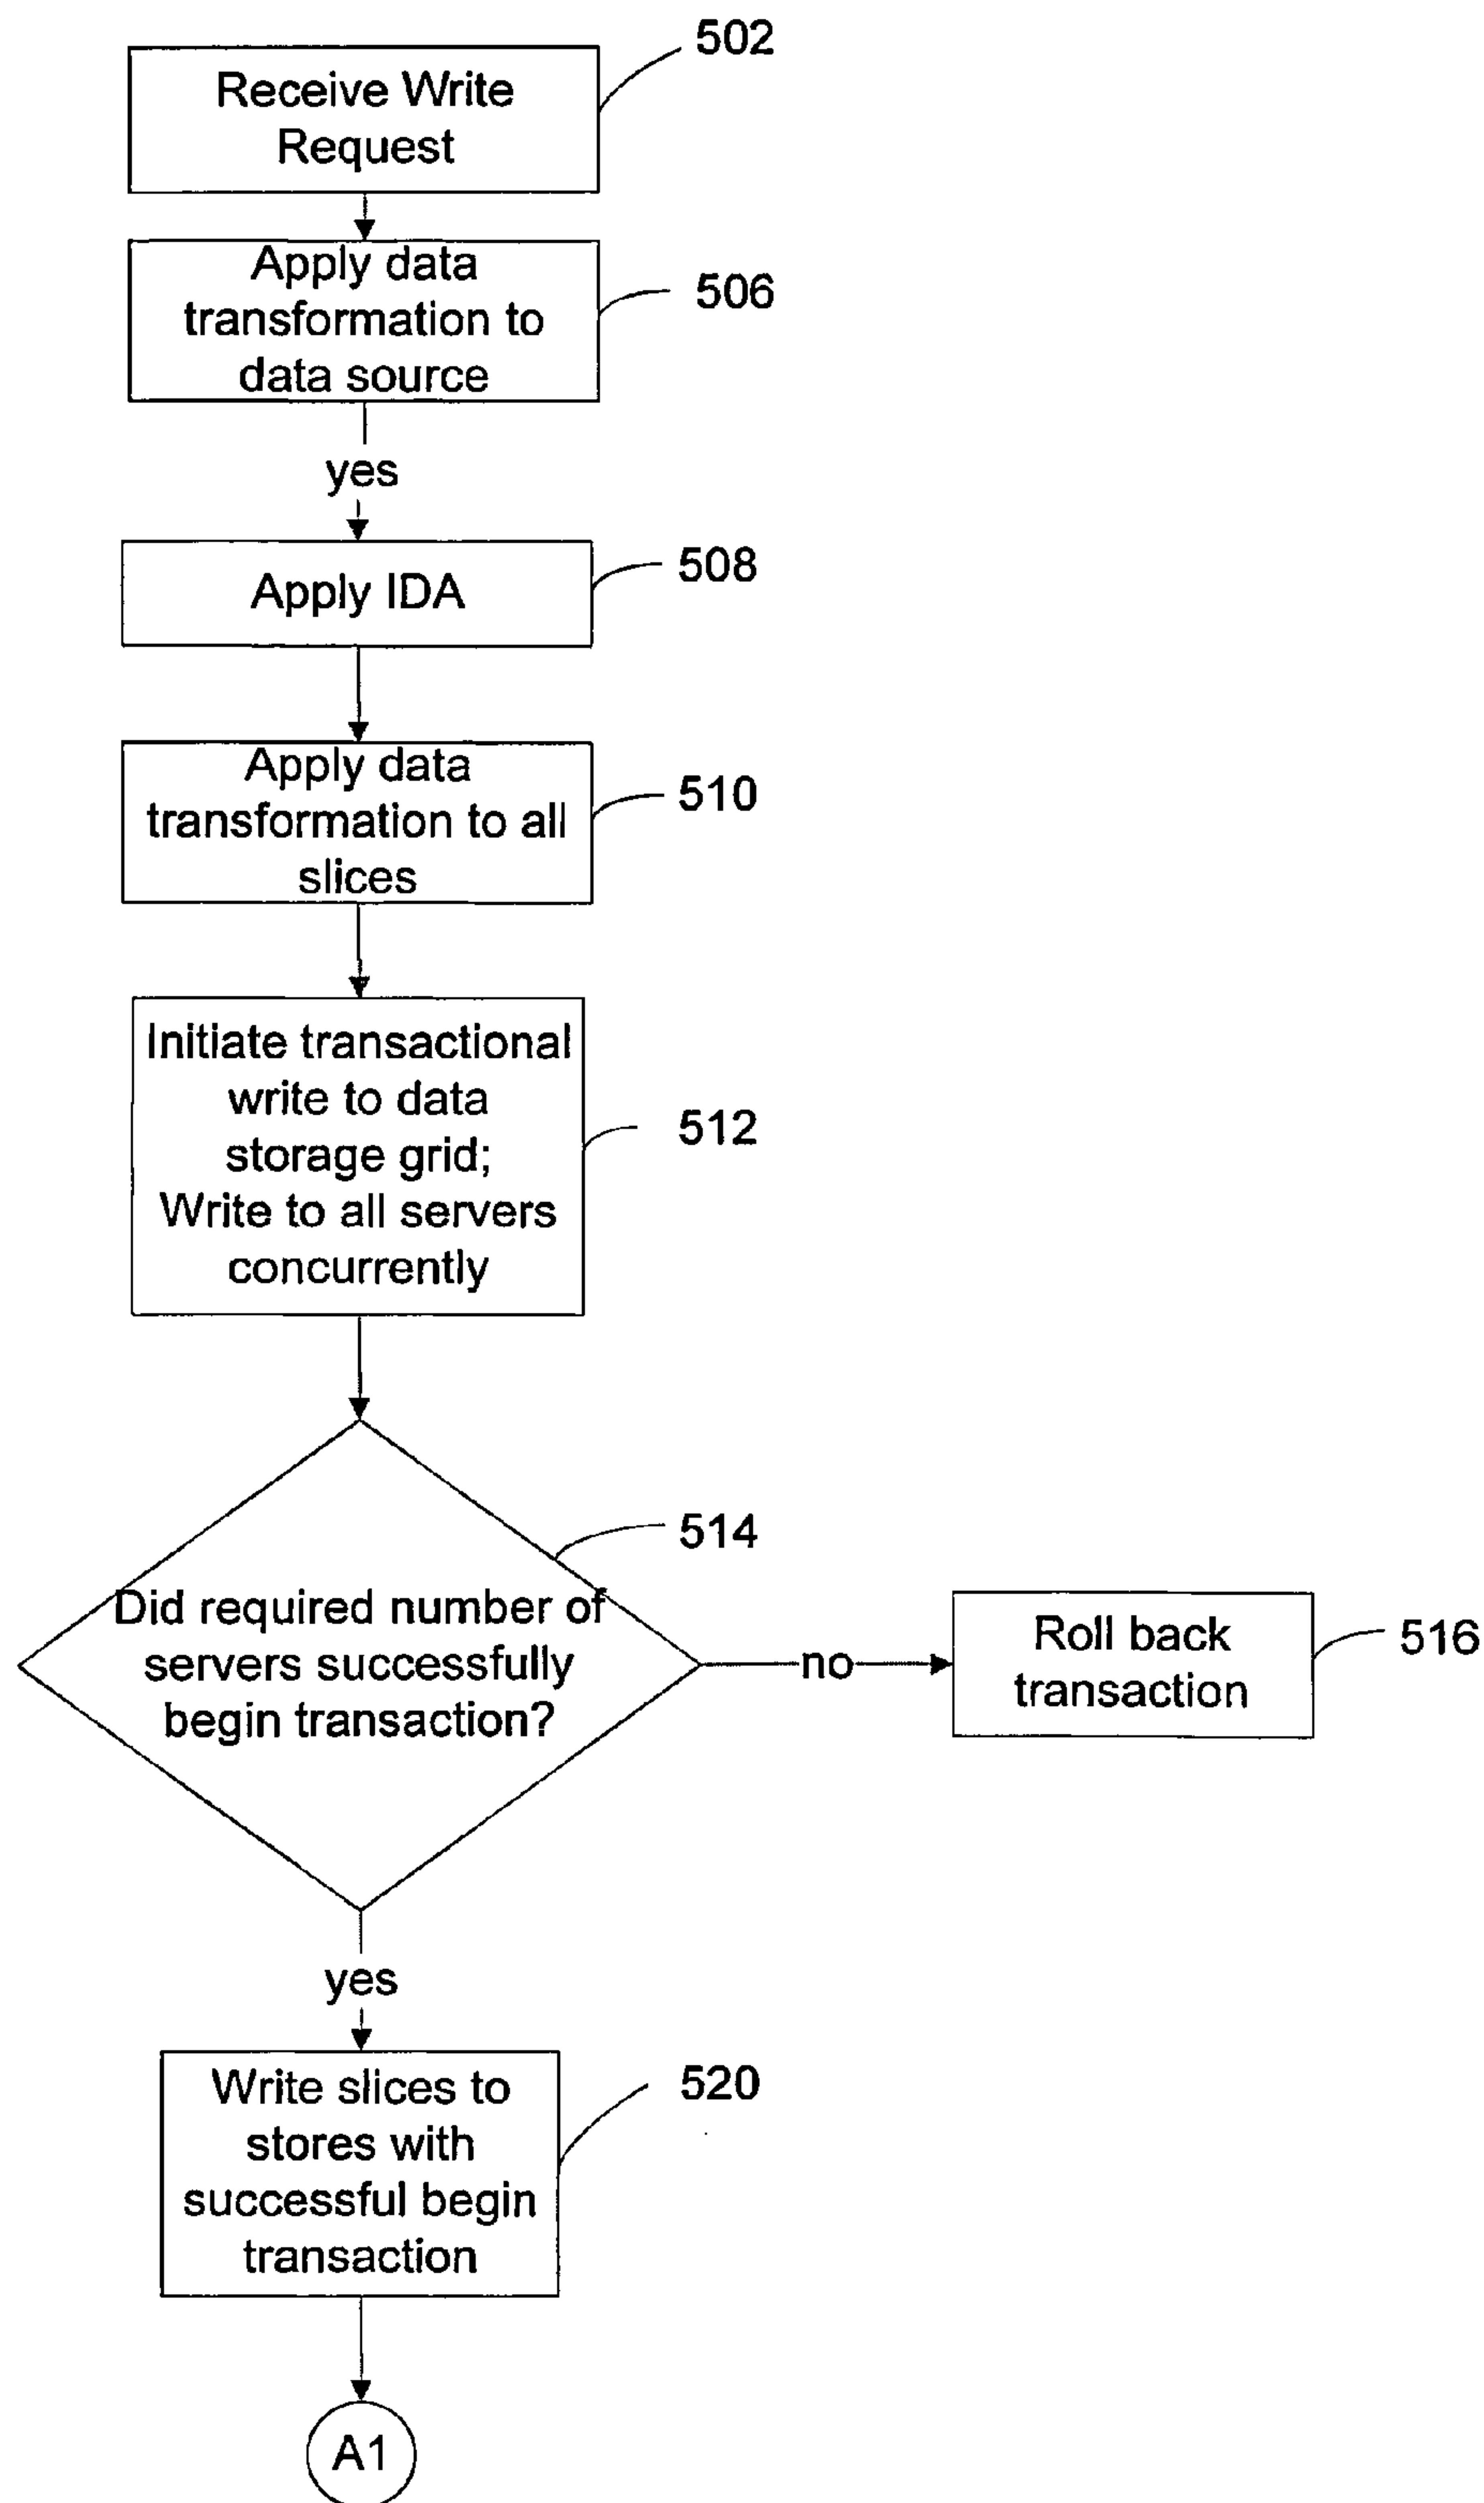 502
Receive Write
Request
506
Apply data
transformation to
data source
yes
508
Apply IDA
510
Apply data
transformation to all
slices
512
Initiate transactional
write to data
storage grid;
Write to all servers
concurrently
514
Did required number of
servers successfully
begin transaction?
no
Roll back
transaction
516
yes
520
Write slices to
stores with
successful begin
transaction
A1